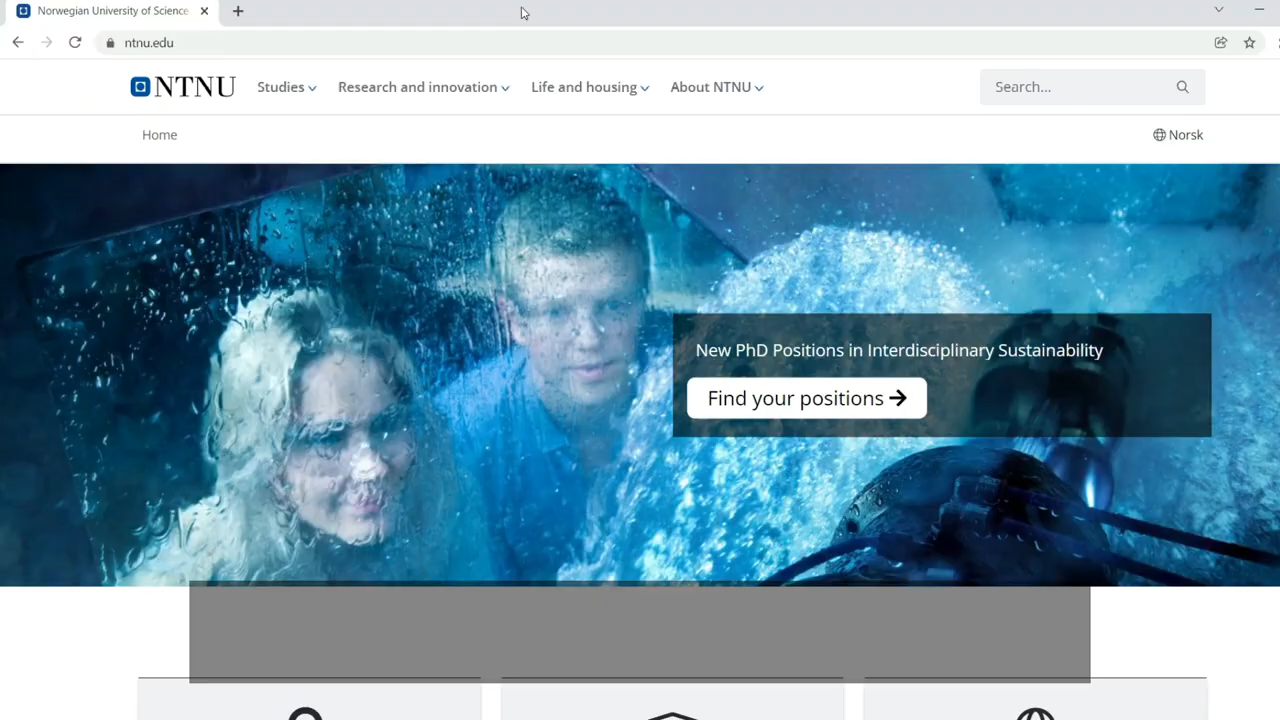 Norwegian University of Science
ntnu.edu
NTNU
Studies
Research and innovation
Life and housing
About NTNU
Search...
Home
Norsk
New PhD Positions in Interdisciplinary Sustainability
Find your positions